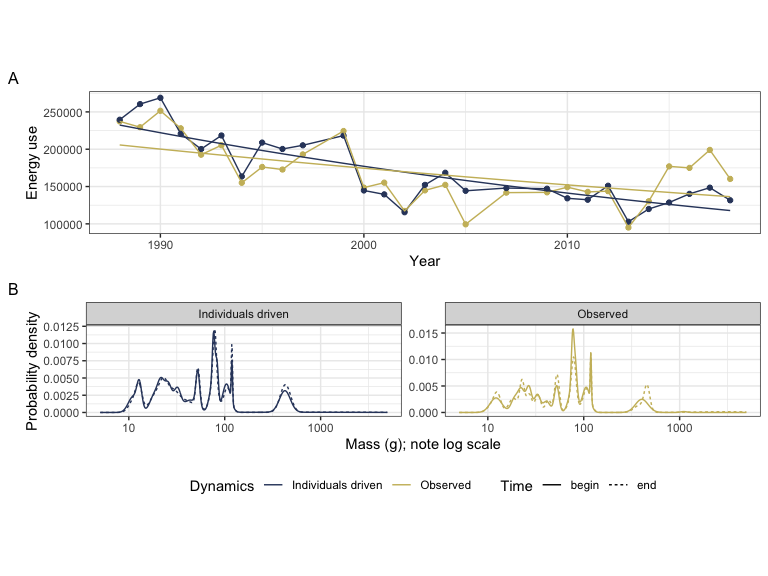 A
Energy use
250000
200000
150000
100000
1990 2000 2010
Year
B
Probability density
Individuals driven Observed
0.0125
0.0100
0.0075
0.0050
0.0025
0.0000
0.015
0.010
0.005
0.000
10 100 1000 10 100 1000
Mass (g); note log scale
Dynamics Individuals driven Observed Time begin end